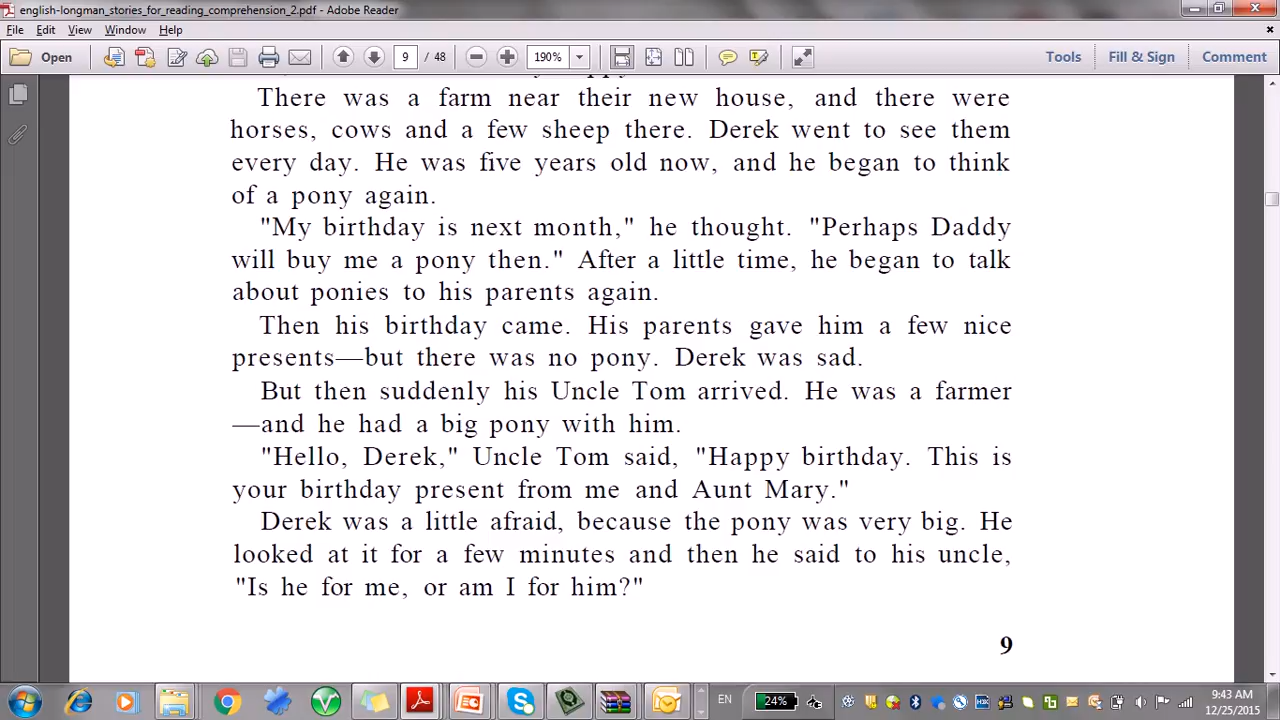 english-longman_stories_for_reading_comprehension_2.pdf - Adobe Reader
File Edit View Window Help
Open 9 / 48 190% Tools Fill & Sign Comment
There was a farm near their new house, and there were
horses, cows and a few sheep there. Derek went to see them
every day. He was five years old now, and he began to think
of a pony again.
"My birthday is next month," he thought. "Perhaps Daddy
will buy me a pony then." After a little time, he began to talk
about ponies to his parents again.
Then his birthday came. His parents gave him a few nice
presents—but there was no pony. Derek was sad.
But then suddenly his Uncle Tom arrived. He was a farmer
—and he had a big pony with him.
"Hello, Derek," Uncle Tom said, "Happy birthday. This is
your birthday present from me and Aunt Mary."
Derek was a little afraid, because the pony was very big. He
looked at it for a few minutes and then he said to his uncle,
"Is he for me, or am I for him?"
9
EN 24% 9:43 AM
12/25/2015